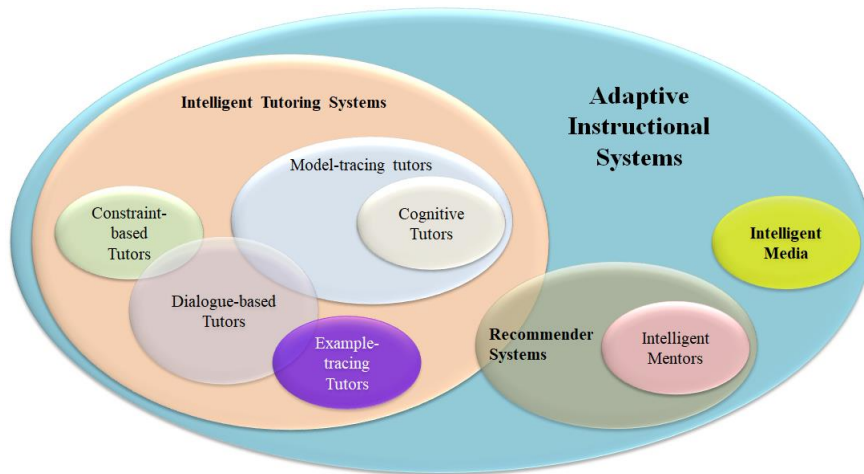 Adaptive
Instructional
Systems
Intelligent Tutoring Systems
Model-tracing tutors
Constraint-
based
Tutors
Cognitive
Tutors
Intelligent
Media
Dialogue-based
Tutors
Example-
tracing
Tutors
Recommender
Systems
Intelligent
Mentors